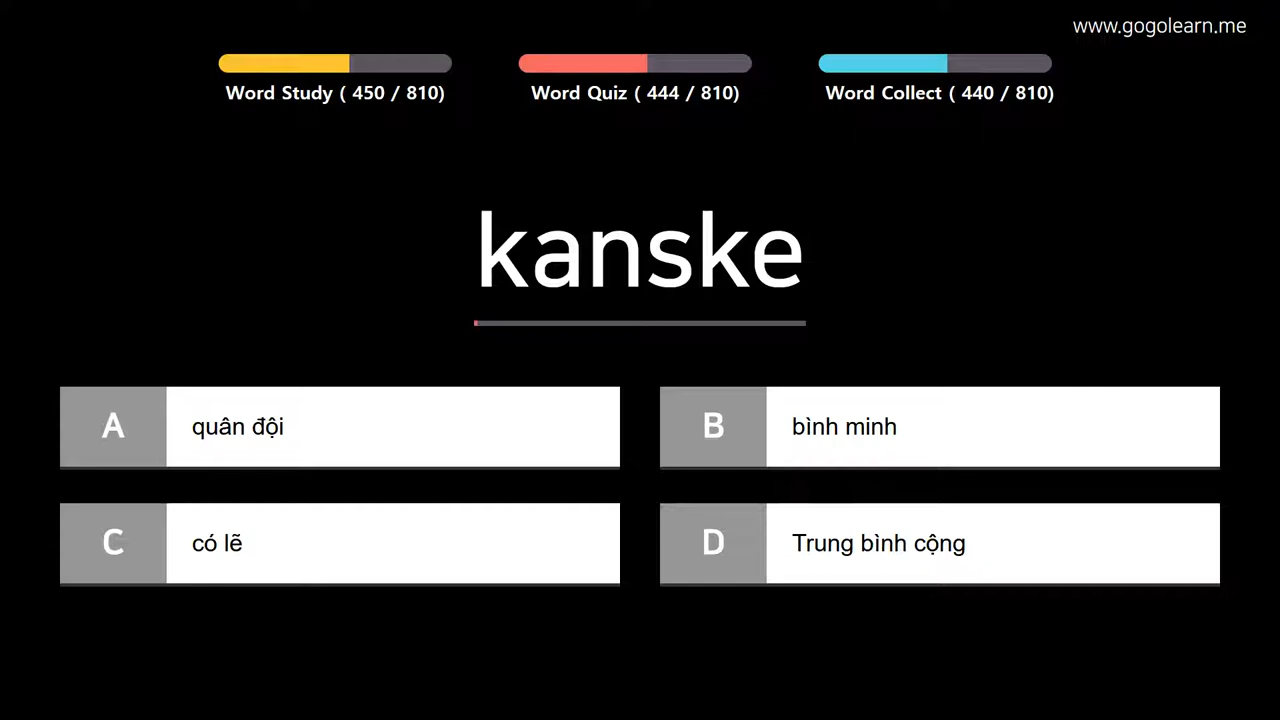 www.gogolearn.me
Word Study ( 450 / 810)
Word Quiz ( 444 / 810)
Word Collect ( 440 / 810)
kanske
A quân đội
B bình minh
C có lẽ
D Trung bình cộng